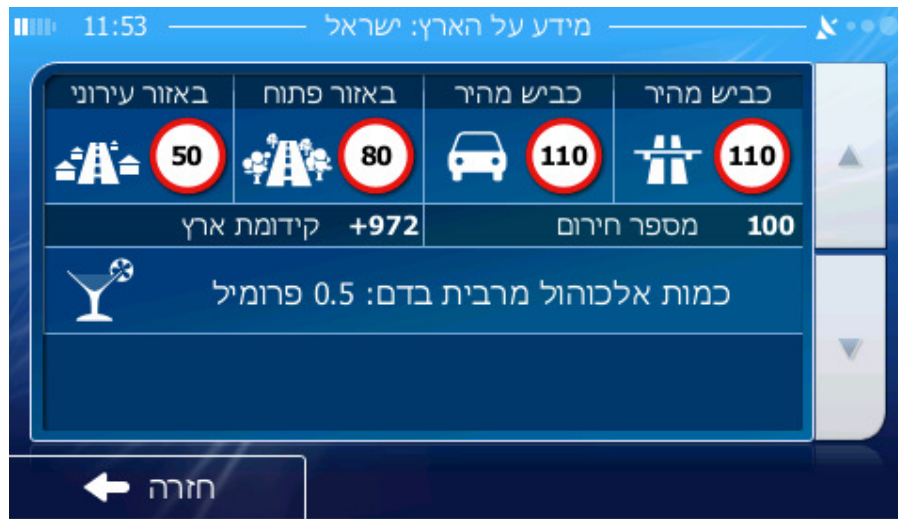 11:53 מידע על הארץ: ישראל
כביש מהיר כביש מהיר באזור פתוח באזור עירוני
110 110 80 50
100 מספר חירום +972 קידומת ארץ
כמות אלכוהול מרבית בדם: 0.5 פרומיל
חזרה